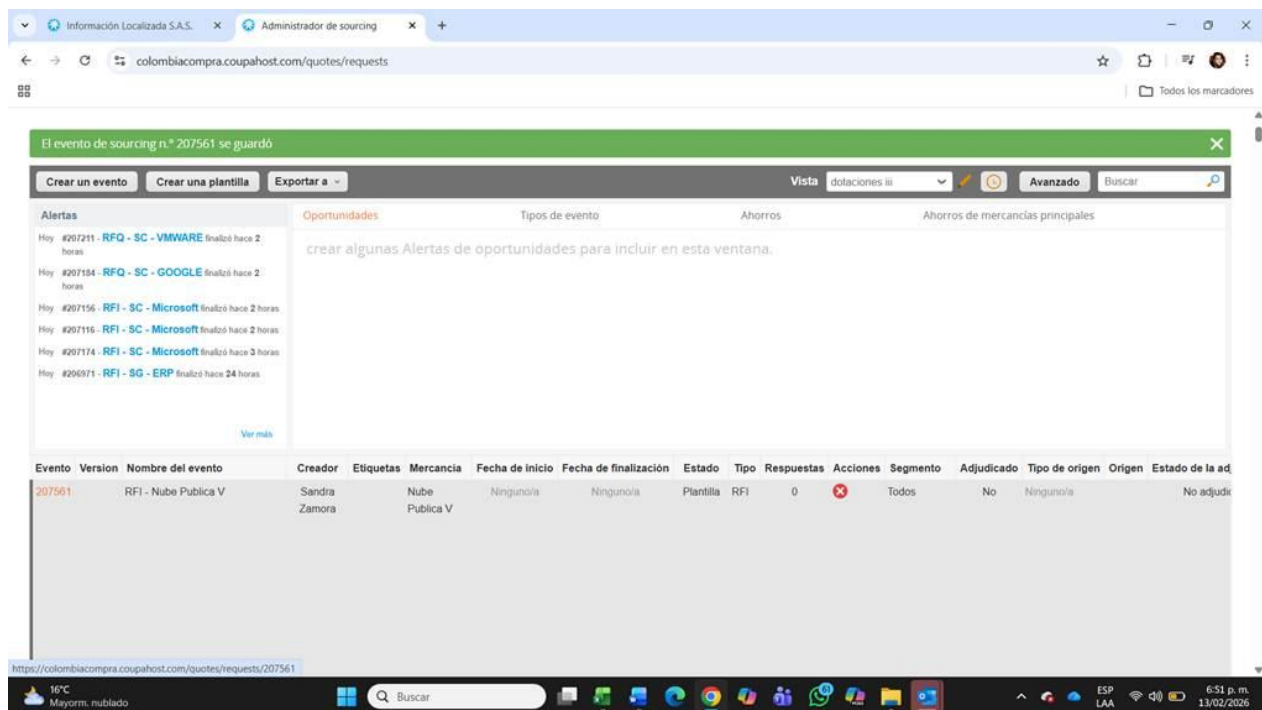 Información Localizada S.A.S.
Administrador de sourcing
colombiacompra.coupahost.com/quotes/requests
Todos los marcadores
El evento de sourcing n.° 207561 se guardó
Crear un evento
Crear una plantilla
Exportar a
Vista
dotaciones iii
Avanzado
Buscar
Alertas
Hoy #207211 - RFQ - SC - VMWARE finalizó hace 2
horas
Hoy #207184 - RFQ - SC - GOOGLE finalizó hace 2
horas
Hoy #207156 - RFI - SC - Microsoft finalizó hace 2 horas
Hoy #207116 - RFI - SC - Microsoft finalizó hace 2 horas
Hoy #207174 - RFI - SC - Microsoft finalizó hace 3 horas
Hoy #206971 - RFI - SG - ERP finalizó hace 24 horas
Ver más
Oportunidades Tipos de evento Ahorros Ahorros de mercancías principales
crear algunas Alertas de oportunidades para incluir en esta ventana.
Evento Version Nombre del evento Creador Etiquetas Mercancia Fecha de inicio Fecha de finalización Estado Tipo Respuestas Acciones Segmento Adjudicado Tipo de origen Origen Estado de la adj
207561 RFI - Nube Publica V Sandra Nube Ninguno/a Ninguno/a Plantilla RFI 0 Todos No Ninguno/a No adjudic
Zamora Publica V
https://colombiacompra.coupahost.com/quotes/requests/207561
16°C
Mayorm. nublado
Buscar
ESP
LAA
6:51 p. m.
13/02/2026